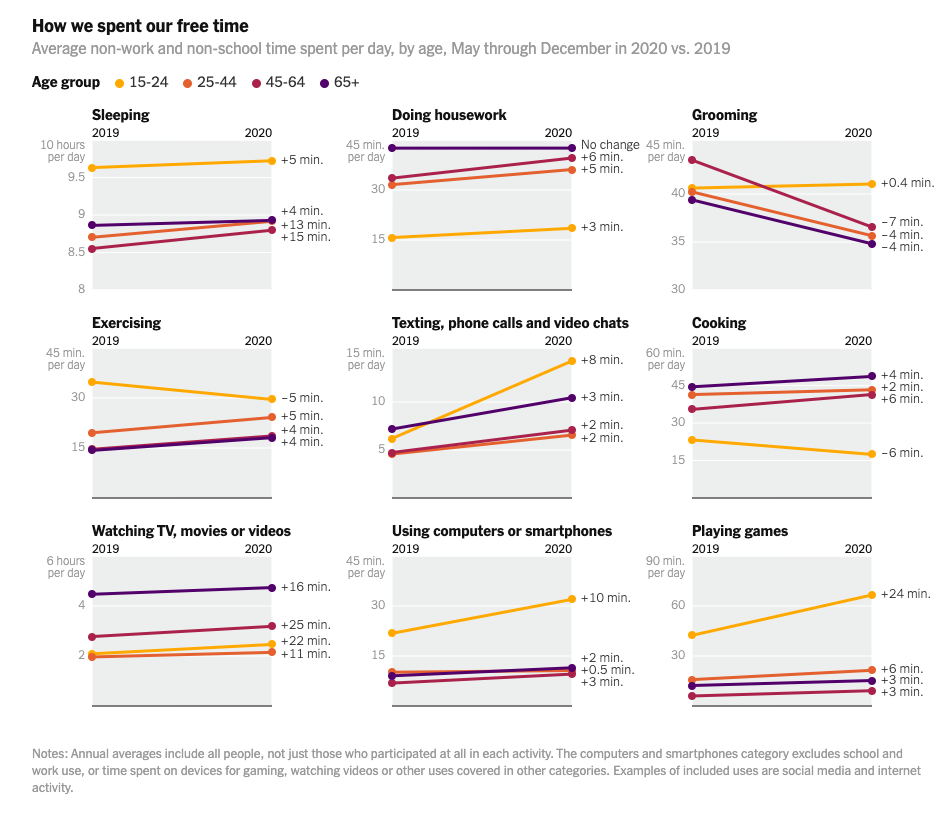 How we spent our free time
Average non-work and non-school time spent per day, by age, May through December in 2020 vs. 2019
Age group 15-24 25-44 45-64 65+
Sleeping
2019 2020
10 hours
per day
9.5
9
8.5
8
+5 min.
+4 min.
+13 min.
+15 min.
Doing housework
2019 2020
45 min.
per day
30
15
No change
+6 min.
+5 min.
+3 min.
Grooming
2019 2020
45 min.
per day
40
35
30
+0.4 min.
−7 min.
−4 min.
−4 min.
Exercising
2019 2020
45 min.
per day
30
15
−5 min.
+5 min.
+4 min.
+4 min.
Texting, phone calls and video chats
2019 2020
15 min.
per day
10
5
+8 min.
+3 min.
+2 min.
+2 min.
Cooking
2019 2020
60 min.
per day
45
30
15
+4 min.
+2 min.
+6 min.
−6 min.
Watching TV, movies or videos
2019 2020
6 hours
per day
4
2
+16 min.
+25 min.
+22 min.
+11 min.
Using computers or smartphones
2019 2020
45 min.
per day
30
15
+10 min.
+2 min.
+0.5 min.
+3 min.
Playing games
2019 2020
90 min.
per day
60
30
+24 min.
+6 min.
+3 min.
+3 min.
Notes: Annual averages include all people, not just those who participated at all in each activity. The computers and smartphones category excludes school and
work use, or time spent on devices for gaming, watching videos or other uses covered in other categories. Examples of included uses are social media and internet
activity.